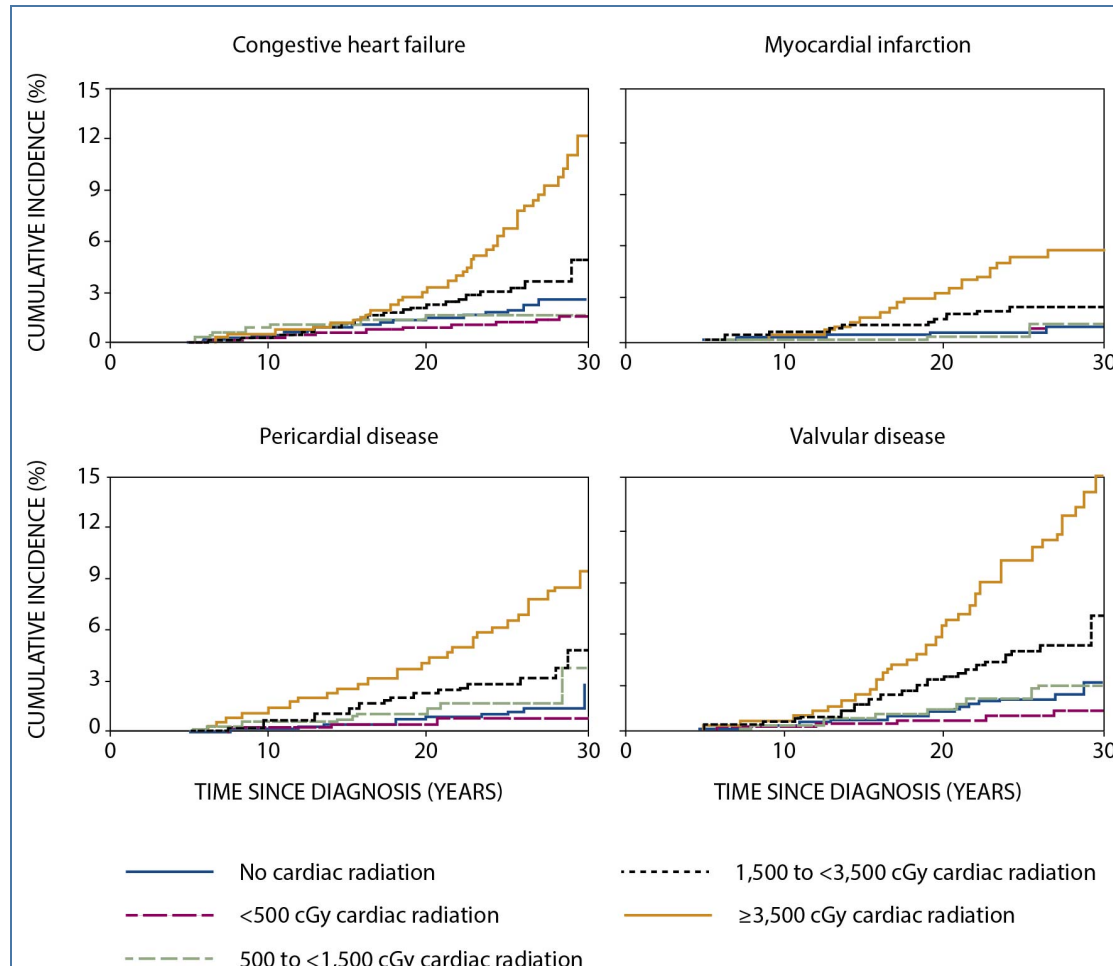 Congestive heart failure
Myocardial infarction
CUMULATIVE INCIDENCE (%)
15
12
9
6
3
0
0 10 20 30
0 10 20 30
Pericardial disease
Valvular disease
CUMULATIVE INCIDENCE (%)
15
12
9
6
3
0
0 10 20 30
0 10 20 30
TIME SINCE DIAGNOSIS (YEARS)
TIME SINCE DIAGNOSIS (YEARS)
No cardiac radiation
1,500 to <3,500 cGy cardiac radiation
<500 cGy cardiac radiation
≥3,500 cGy cardiac radiation
500 to <1,500 cGy cardiac radiation